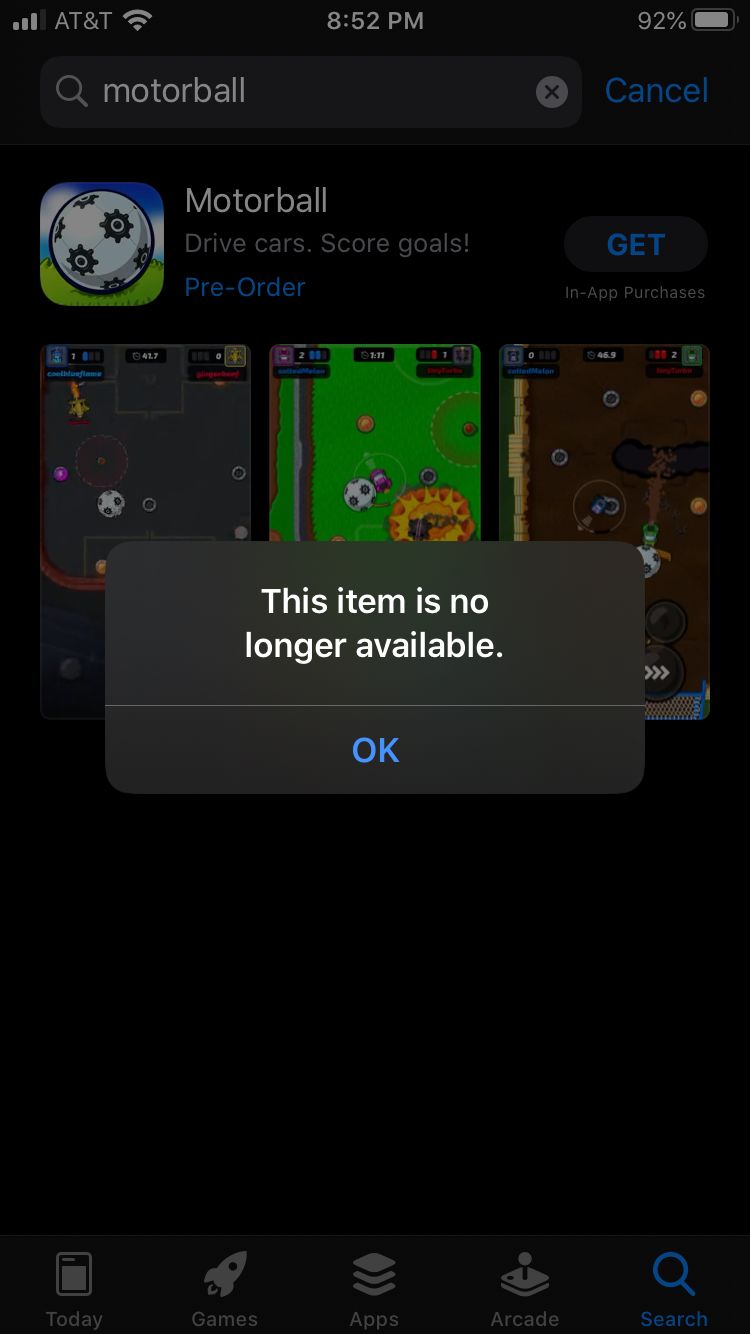 AT&T
8:52 PM
92%
motorball
Cancel
Motorball
Drive cars. Score goals!
Pre-Order
GET
In-App Purchases
1
41.7
0
coolblueflame
gingerbeef
2
1:11
1
saltedMelon
tinyTurbo
0
46.9
2
saltedMelon
tinyTurbo
This item is no
longer available.
OK
Today
Games
Apps
Arcade
Search